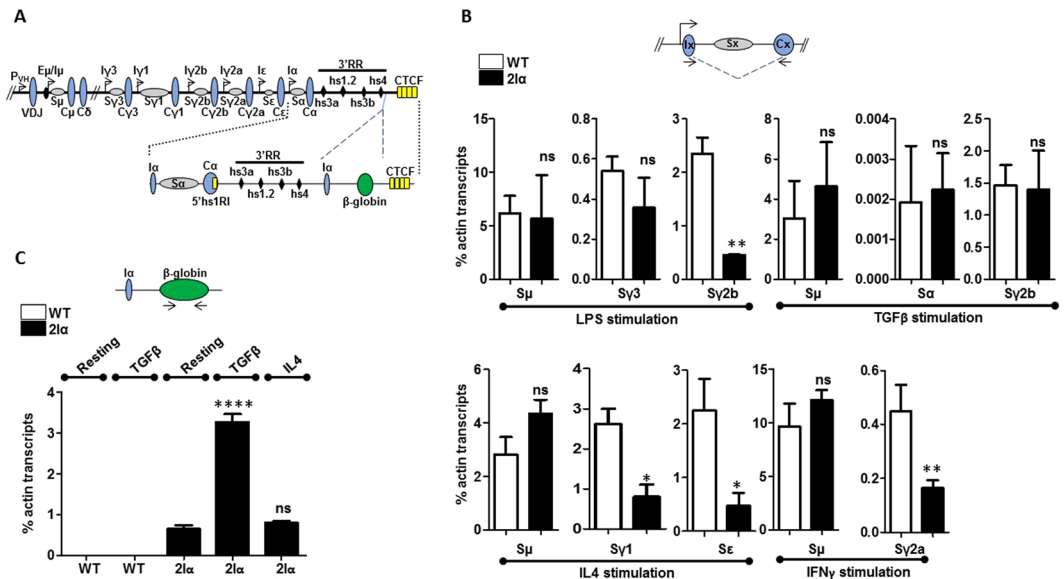 A
3'RR
Eμ/Iμ Iγ3 Iγ1 Iγ2b Iγ2a Iε Iα hs1.2 hs4 CTCF
PVH
Sμ Sγ3 Sγ1 Sγ2b Sγ2a Sε Sα hs3a hs3b
VDJ Cμ Cδ Cγ3 Cγ1 Cγ2b Cγ2a Cε Cα
3'RR
Iα Cα hs3a hs3b Iα CTCF
Sα
hs1.2 hs4
5'hs1RI β-globin
B
WT
2Iα
Ix Sx Cx
% actin transcripts
15
10
5
0
ns
Sμ
0.8
0.6
0.4
0.2
0.0
ns
Sγ3
3
2
1
0
**
Sγ2b
LPS stimulation
8
6
4
2
0
ns
Sμ
0.006
0.004
0.002
0.000
ns
Sα
2.5
2.0
1.5
1.0
0.5
0.0
ns
Sγ2b
TGFβ stimulation
% actin transcripts
6
4
2
0
ns
Sμ
4
3
2
1
0
*
Sγ1
3
2
1
0
*
Sε
IL4 stimulation
15
10
5
0
ns
Sμ
0.6
0.4
0.2
0.0
**
Sγ2a
IFNγ stimulation
C
Iα β-globin
WT
2Iα
Resting TGFβ Resting TGFβ IL4
% actin transcripts
4
3
2
1
0
****
ns
WT WT 2Iα 2Iα 2Iα